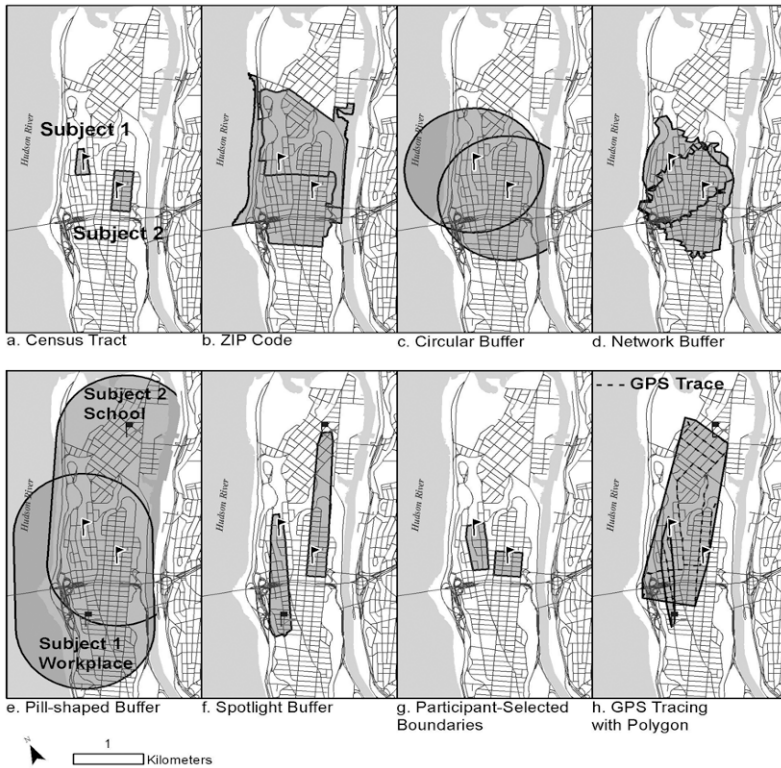 Hudson River
Subject 1
Subject 2
a. Census Tract
Hudson River
b. ZIP Code
Hudson River
c. Circular Buffer
Hudson River
d. Network Buffer
Subject 2
School
Hudson River
Subject 1
Workplace
e. Pill-shaped Buffer
Hudson River
f. Spotlight Buffer
Hudson River
g. Participant-Selected
Boundaries
GPS Trace
Hudson River
h. GPS Tracing
with Polygon
N
1
Kilometers